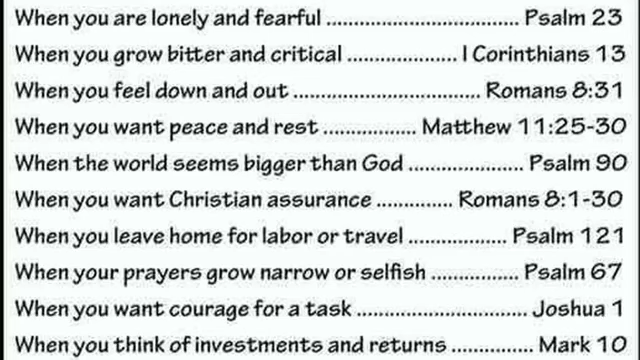 When you are lonely and fearful .................................. Psalm 23
When you grow bitter and critical .................... I Corinthians 13
When you feel down and out ................................. Romans 8:31
When you want peace and rest ................. Matthew 11:25-30
When the world seems bigger than God ..................... Psalm 90
When you want Christian assurance .............. Romans 8:1-30
When you leave home for labor or travel .................. Psalm 121
When your prayers grow narrow or selfish ................ Psalm 67
When you want courage for a task .............................. Joshua 1
When you think of investments and returns ............... Mark 10